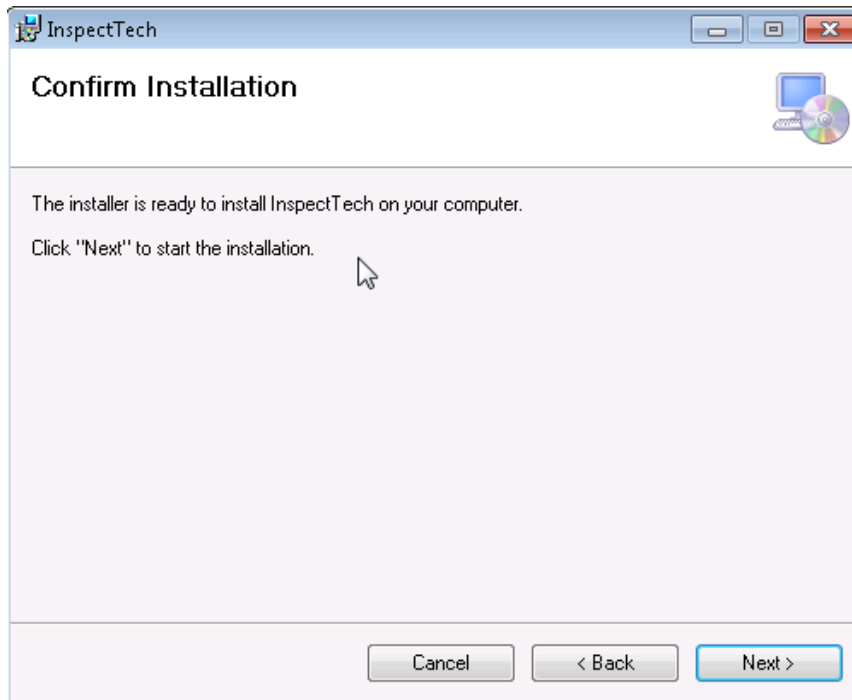 InspectTech
Confirm Installation
The installer is ready to install InspectTech on your computer.
Click "Next" to start the installation.
Cancel
< Back
Next >